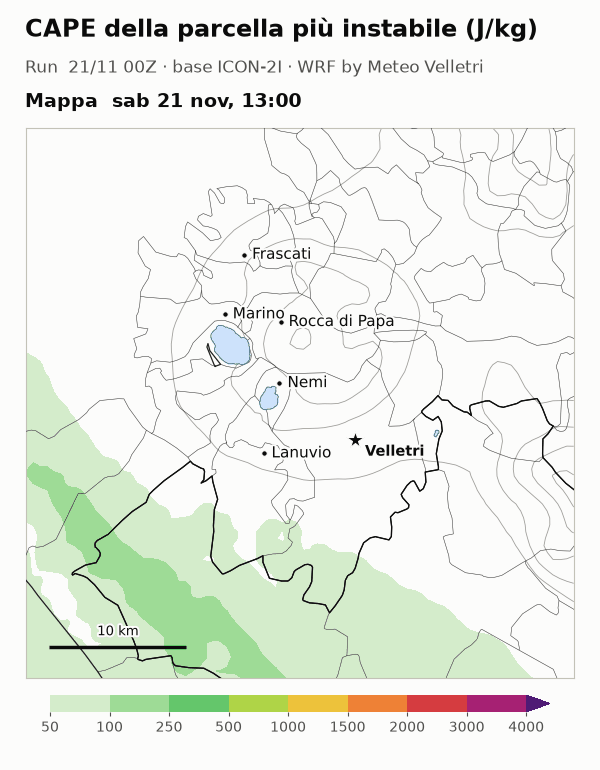 CAPE della parcella più instabile (J/kg)
Run  21/11 00Z · base ICON-2I · WRF by Meteo Velletri
Mappa  sab 21 nov, 13:00
Frascati
Marino
Rocca di Papa
Nemi
Velletri
Lanuvio
10 km
50 100 250 500 1000 1500 2000 3000 4000